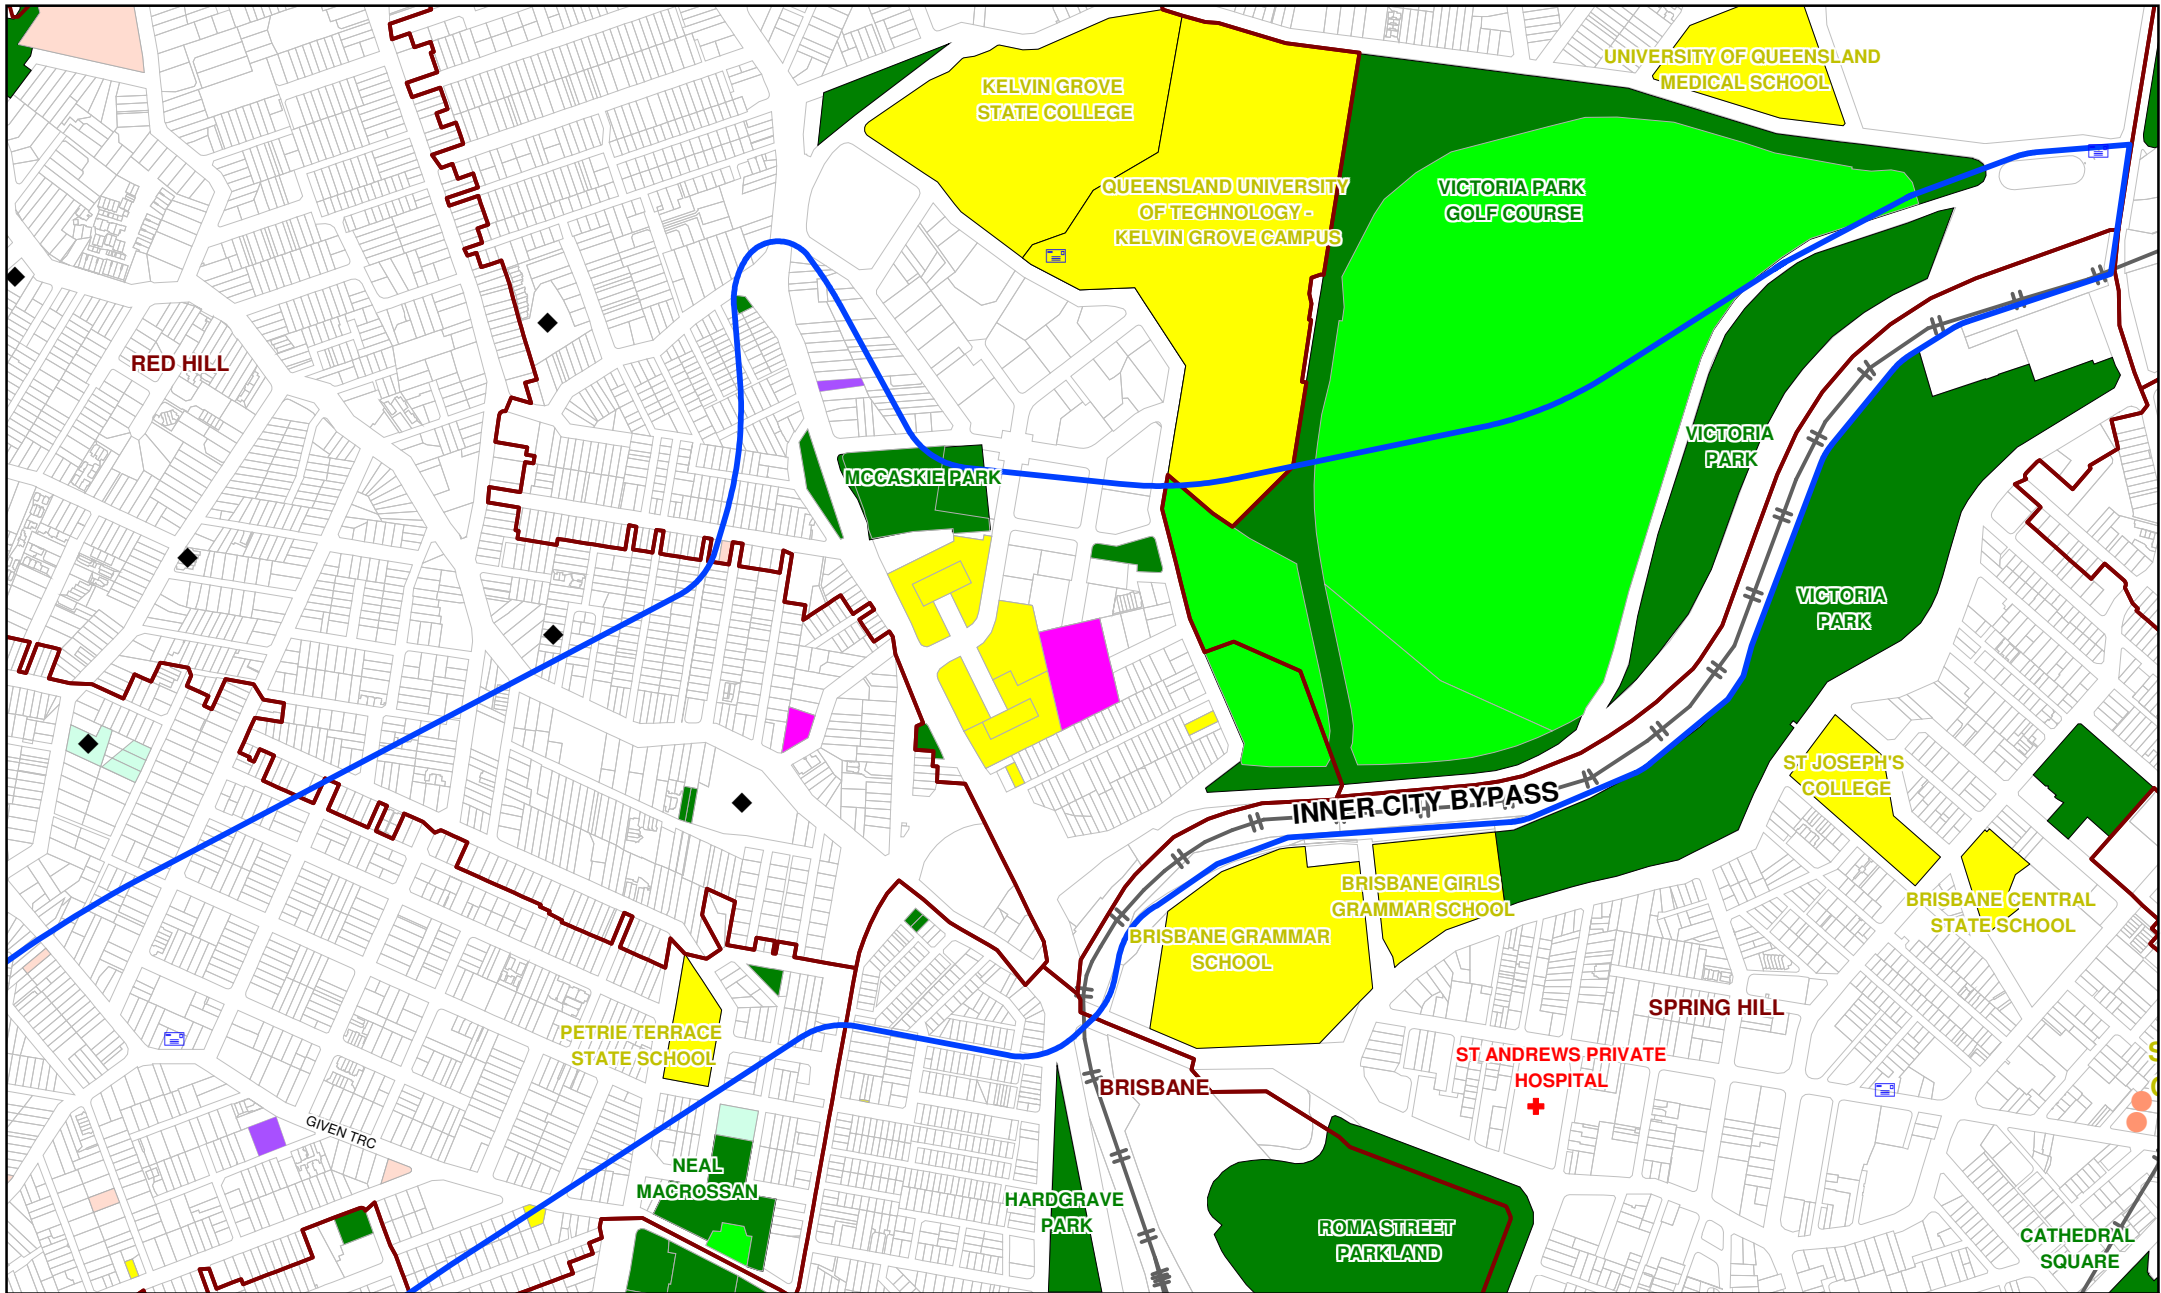 UNIVERSITY OF QUEENSLAND
MEDICAL SCHOOL
KELVIN GROVE
STATE COLLEGE
QUEENSLAND UNIVERSITY
OF TECHNOLOGY -
KELVIN GROVE CAMPUS
VICTORIA PARK
GOLF COURSE
RED HILL
VICTORIA
PARK
MCCASKIE PARK
VICTORIA
PARK
ST JOSEPH'S
COLLEGE
INNER CITY BYPASS
BRISBANE GIRLS
GRAMMAR SCHOOL
BRISBANE CENTRAL
STATE SCHOOL
BRISBANE GRAMMAR
SCHOOL
SPRING HILL
PETRIE TERRACE
STATE SCHOOL
ST ANDREWS PRIVATE
HOSPITAL
BRISBANE
GIVEN TRC
NEAL
MACROSSAN
HARDGRAVE
PARK
ROMA STREET
PARKLAND
CATHEDRAL
SQUARE